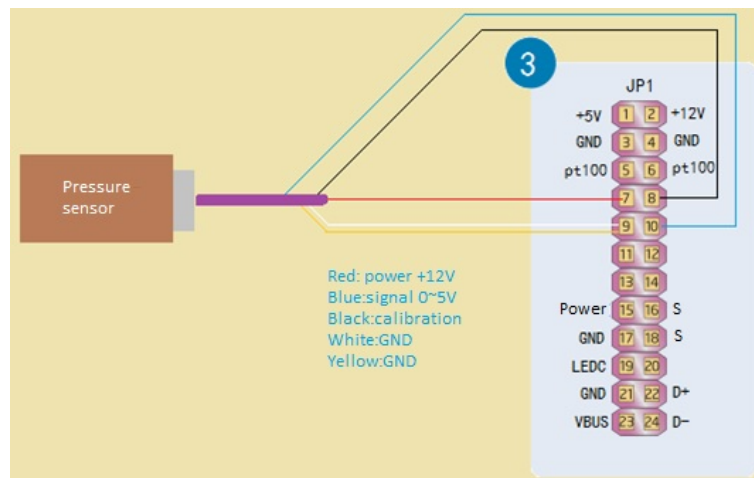 3
JP1
+5V 1 2 +12V
GND 3 4 GND
pt100 5 6 pt100
Pressure
sensor
7 8
9 10
11 12
13 14
Red: power +12V
Blue:signal 0~5V
Black:calibration
White:GND
Yellow:GND
Power 15 16 S
GND 17 18 S
LEDC 19 20
GND 21 22 D+
VBUS 23 24 D-